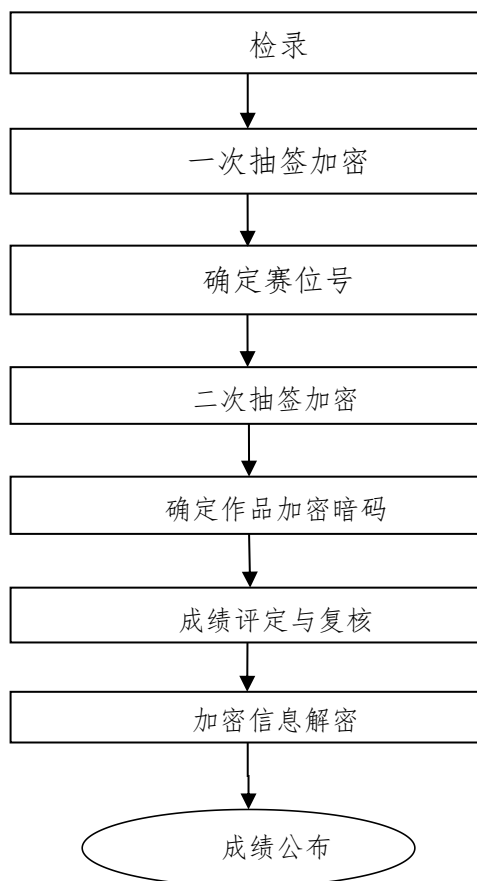 检录
一次抽签加密
确定赛位号
二次抽签加密
确定作品加密暗码
成绩评定与复核
加密信息解密
成绩公布